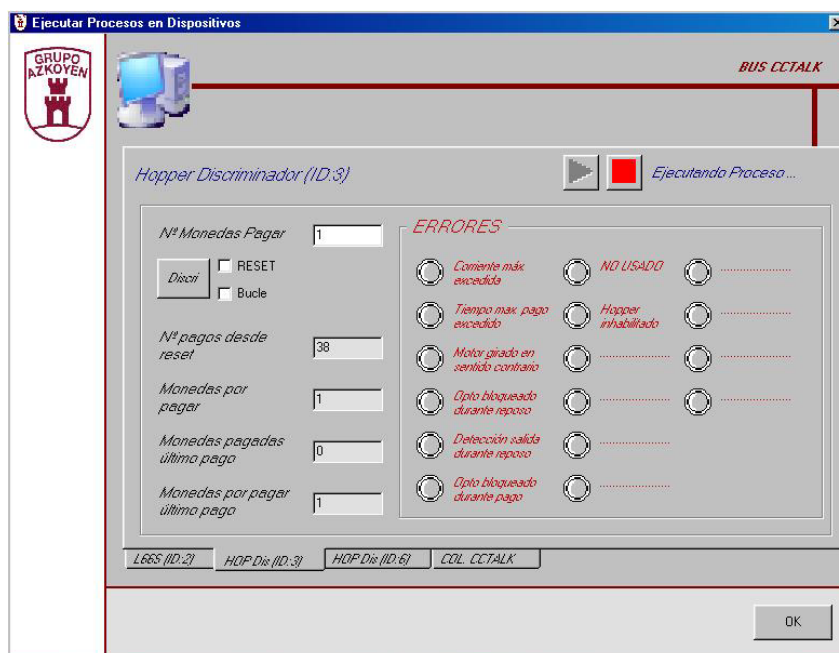 Ejecutar Procesos en Dispositivos
GRUPO
AZKOYEN
BUS CCTALK
Hopper Discriminador (ID:3)
Ejecutando Proceso...
Nº Monedas Pagar
1
Discri
RESET
Bucle
Nº pagos desde
reset
38
Monedas por
pagar
1
Monedas pagadas
último pago
0
Monedas por pagar
último pago
1
ERRORES
Corriente máx.
excedida
Tiempo max. pago
excedido
Motor girado en
sentido contrario
Opto bloqueado
durante reposo
Detección salida
durante reposo
Opto bloqueado
durante pago
NO USADO
Hopper
inhabilitado
L66S (ID:2)
HOP Dis (ID:3)
HOP Dis (ID:6)
COL. CCTALK
OK